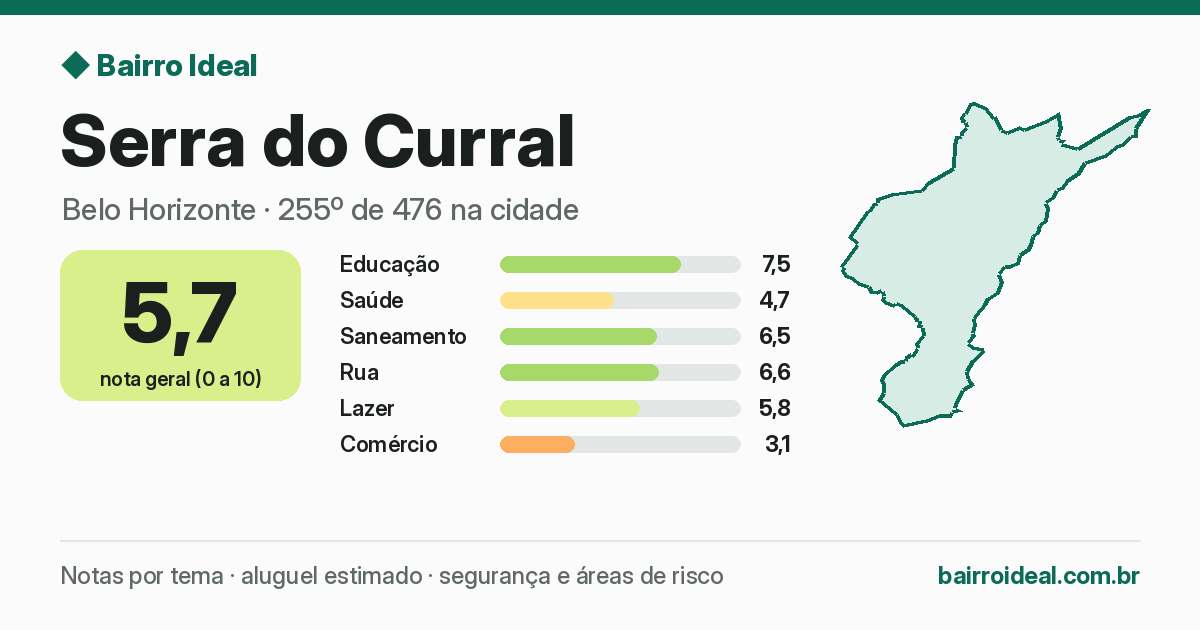 Bairro Ideal
Serra do Curral
Belo Horizonte · 255º de 476 na cidade
5,7
nota geral (0 a 10)
Educação 7,5
Saúde 4,7
Saneamento 6,5
Rua 6,6
Lazer 5,8
Comércio 3,1
Notas por tema · aluguel estimado · segurança e áreas de risco
bairroideal.com.br